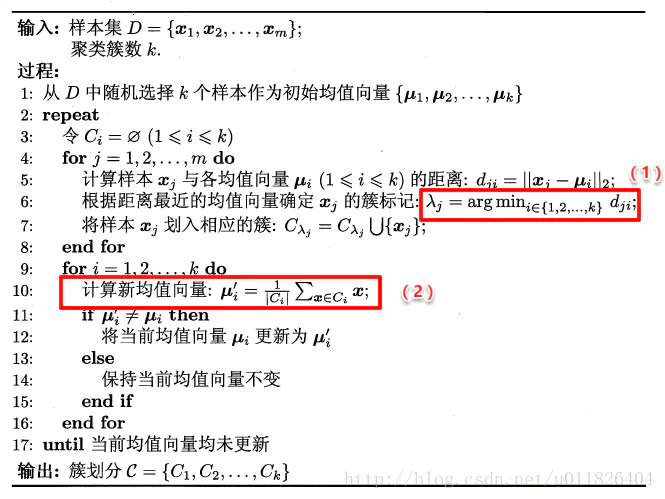 输入: 样本集 D = {x₁, x₂, . . . , xₘ};
聚类簇数 k.
过程:
1: 从 D 中随机选择 k 个样本作为初始均值向量 {μ₁, μ₂, . . . , μₖ}
2: repeat
3: 令 Cᵢ = ∅ (1 ⩽ i ⩽ k)
4: for j = 1, 2, . . . , m do
5: 计算样本 xⱼ 与各均值向量 μᵢ (1 ⩽ i ⩽ k) 的距离: dⱼᵢ = ||xⱼ − μᵢ||₂; (1)
6: 根据距离最近的均值向量确定 xⱼ 的簇标记: λⱼ = arg min_{i∈{1,2,...,k}} dⱼᵢ;
7: 将样本 xⱼ 划入相应的簇: C_{λⱼ} = C_{λⱼ} ⋃{xⱼ};
8: end for
9: for i = 1, 2, . . . , k do
10: 计算新均值向量: μ′ᵢ = 1/|Cᵢ| ∑_{x∈Cᵢ} x; (2)
11: if μ′ᵢ ≠ μᵢ then
12: 将当前均值向量 μᵢ 更新为 μ′ᵢ
13: else
14: 保持当前均值向量不变
15: end if
16: end for
17: until 当前均值向量均未更新
输出: 簇划分 C = {C₁, C₂, . . . , Cₖ}
http://blog.csdn.net/u011826404